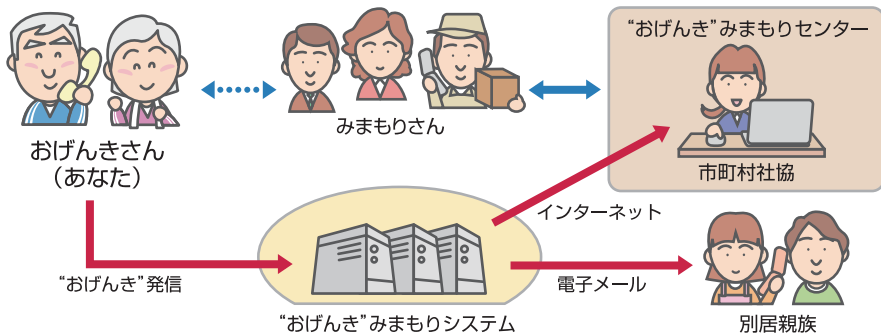 “おげんき”みまもりセンター
みまもりさん
おげんきさん
（あなた）
市町村社協
インターネット
“おげんき”発信
電子メール
“おげんき”みまもりシステム
別居親族